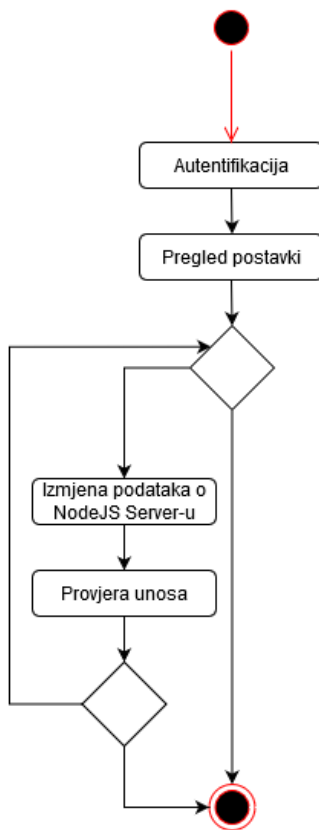 Autentifikacija
Pregled postavki
Izmjena podataka o
NodeJS Server-u
Provjera unosa